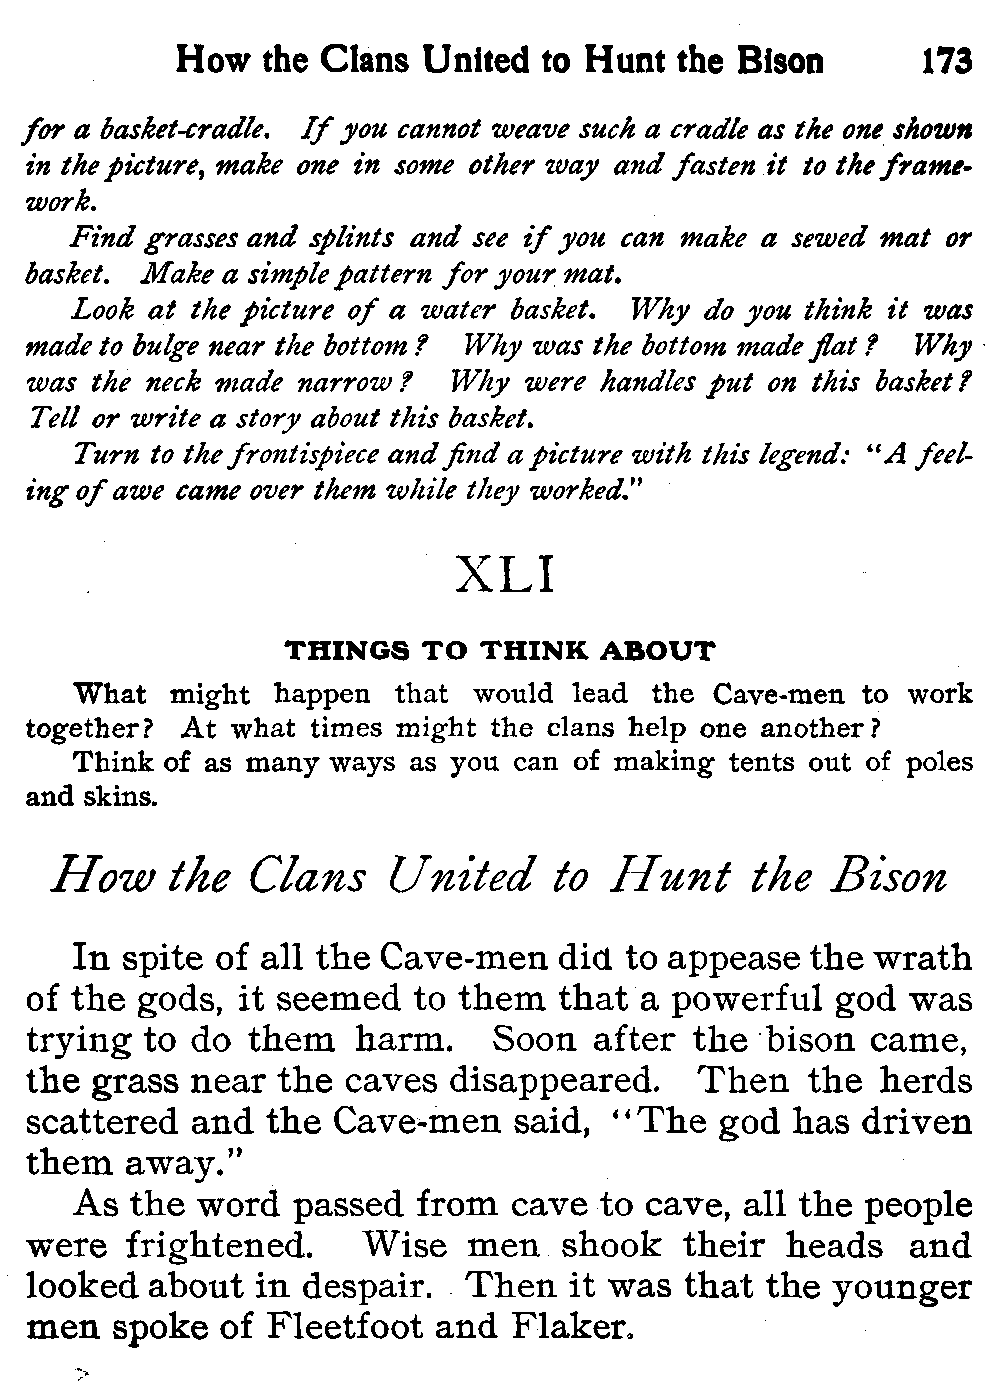 How the Clans United to Hunt the Bison 173
for a basket-cradle. If you cannot weave such a cradle as the one shown
in the picture, make one in some other way and fasten it to the frame-
work.
Find grasses and splints and see if you can make a sewed mat or
basket. Make a simple pattern for your mat.
Look at the picture of a water basket. Why do you think it was
made to bulge near the bottom? Why was the bottom made flat? Why
was the neck made narrow? Why were handles put on this basket?
Tell or write a story about this basket.
Turn to the frontispiece and find a picture with this legend: "A feel-
ing of awe came over them while they worked."
XLI
THINGS TO THINK ABOUT
What might happen that would lead the Cave-men to work
together? At what times might the clans help one another?
Think of as many ways as you can of making tents out of poles
and skins.
How the Clans United to Hunt the Bison
In spite of all the Cave-men did to appease the wrath
of the gods, it seemed to them that a powerful god was
trying to do them harm. Soon after the bison came,
the grass near the caves disappeared. Then the herds
scattered and the Cave-men said, "The god has driven
them away."
As the word passed from cave to cave, all the people
were frightened. Wise men shook their heads and
looked about in despair. Then it was that the younger
men spoke of Fleetfoot and Flaker.